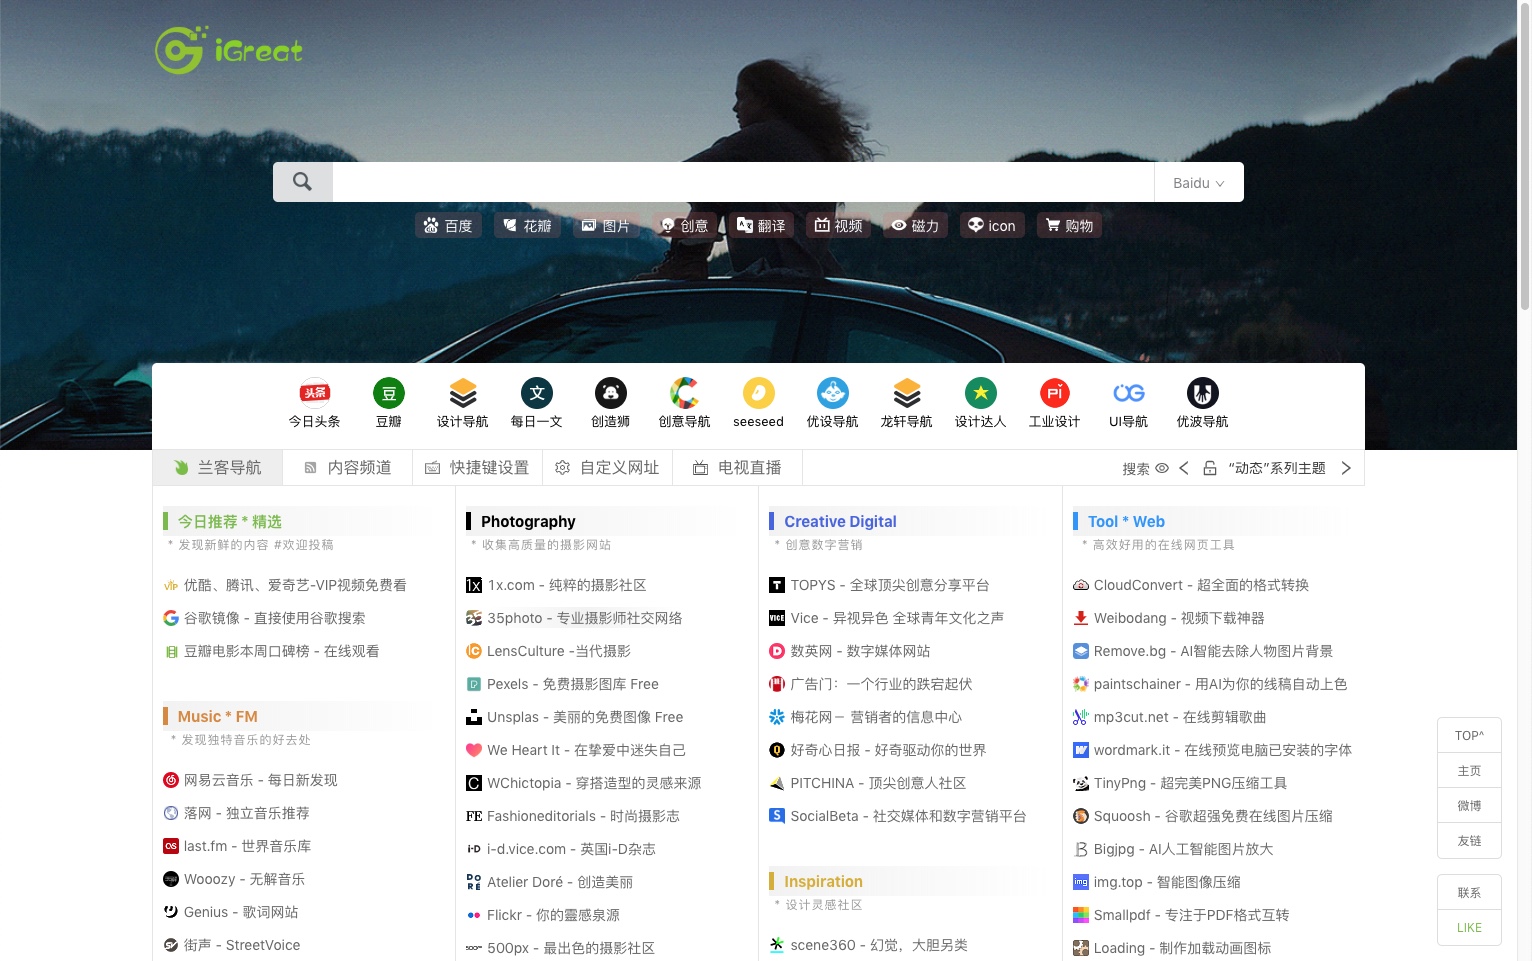 iGreat
Baidu
百度 花瓣 图片 创意 翻译 视频 磁力 icon 购物
今日头条 豆瓣 设计导航 每日一文 创造狮 创意导航 seeseed 优设导航 龙轩导航 设计达人 工业设计 UI导航 优波导航
兰客导航 内容频道 快捷键设置 自定义网址 电视直播 搜索 “动态”系列主题
今日推荐 * 精选
* 发现新鲜的内容 #欢迎投稿
优酷、腾讯、爱奇艺-VIP视频免费看
谷歌镜像 - 直接使用谷歌搜索
豆瓣电影本周口碑榜 - 在线观看
Music * FM
* 发现独特音乐的好去处
网易云音乐 - 每日新发现
落网 - 独立音乐推荐
last.fm - 世界音乐库
Wooozy - 无解音乐
Genius - 歌词网站
街声 - StreetVoice
Photography
* 收集高质量的摄影网站
1x.com - 纯粹的摄影社区
35photo - 专业摄影师社交网络
LensCulture -当代摄影
Pexels - 免费摄影图库 Free
Unsplas - 美丽的免费图像 Free
We Heart It - 在挚爱中迷失自己
WChictopia - 穿搭造型的灵感来源
Fashioneditorials - 时尚摄影志
i-d.vice.com - 英国i-D杂志
Atelier Doré - 创造美丽
Flickr - 你的靈感泉源
500px - 最出色的摄影社区
Creative Digital
* 创意数字营销
TOPYS - 全球顶尖创意分享平台
Vice - 异视异色 全球青年文化之声
数英网 - 数字媒体网站
广告门：一个行业的跌宕起伏
梅花网－ 营销者的信息中心
好奇心日报 - 好奇驱动你的世界
PITCHINA - 顶尖创意人社区
SocialBeta - 社交媒体和数字营销平台
Inspiration
* 设计灵感社区
scene360 - 幻觉，大胆另类
Tool * Web
* 高效好用的在线网页工具
CloudConvert - 超全面的格式转换
Weibodang - 视频下载神器
Remove.bg - AI智能去除人物图片背景
paintschainer - 用AI为你的线稿自动上色
mp3cut.net - 在线剪辑歌曲
wordmark.it - 在线预览电脑已安装的字体
TinyPng - 超完美PNG压缩工具
Squoosh - 谷歌超强免费在线图片压缩
Bigjpg - AI人工智能图片放大
img.top - 智能图像压缩
Smallpdf - 专注于PDF格式互转
Loading - 制作加载动画图标
TOP^
主页
微博
友链
联系
LIKE